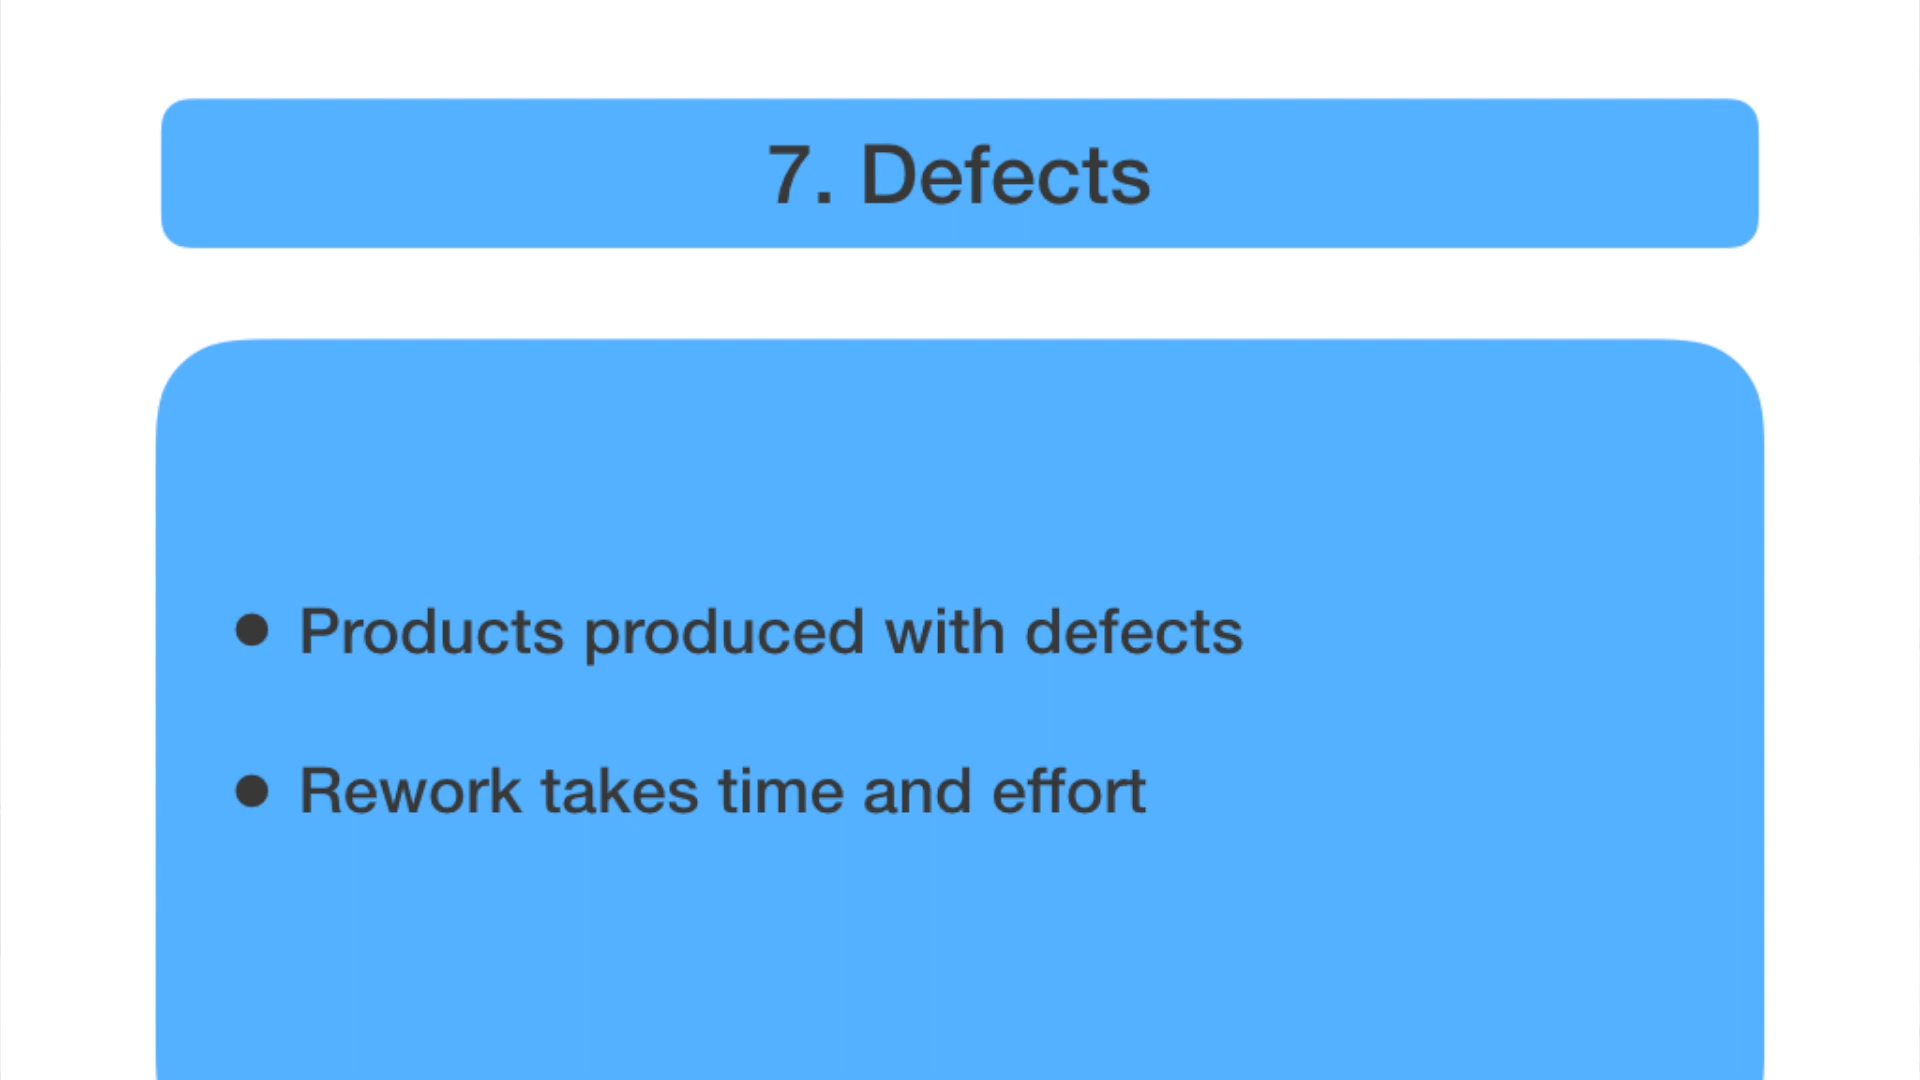 7. Defects
● Products produced with defects
● Rework takes time and effort